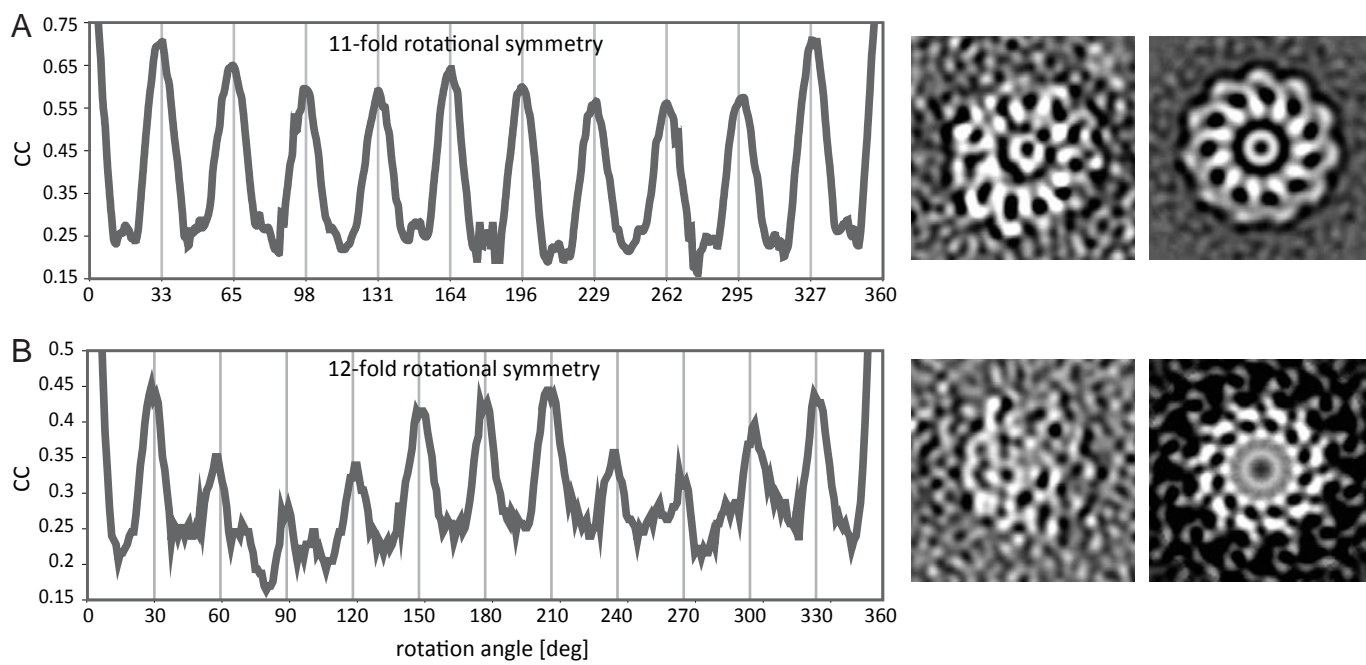 A
11-fold rotational symmetry
CC
0.75
0.65
0.55
0.45
0.35
0.25
0.15
0 33 65 98 131 164 196 229 262 295 327 360
B
12-fold rotational symmetry
CC
0.5
0.45
0.4
0.35
0.3
0.25
0.2
0.15
0 30 60 90 120 150 180 210 240 270 300 330 360
rotation angle [deg]